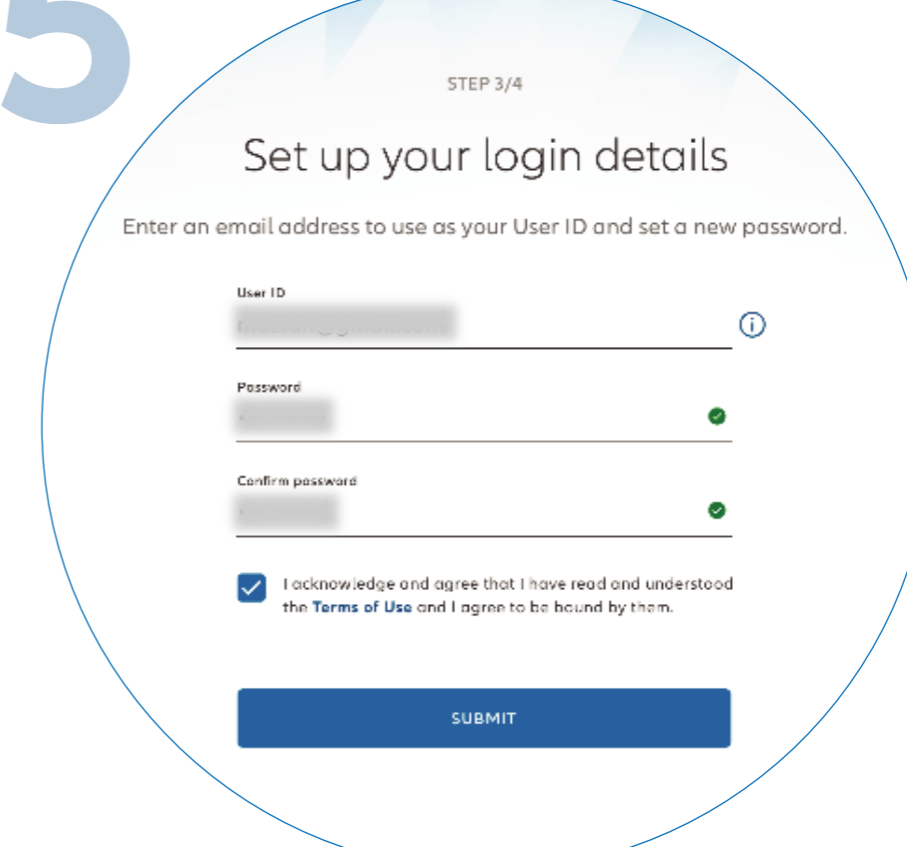 5
STEP 3/4
Set up your login details
Enter an email address to use as your User ID and set a new password.
User ID
Password
Confirm password
I acknowledge and agree that I have read and understood
the Terms of Use and I agree to be bound by them.
SUBMIT